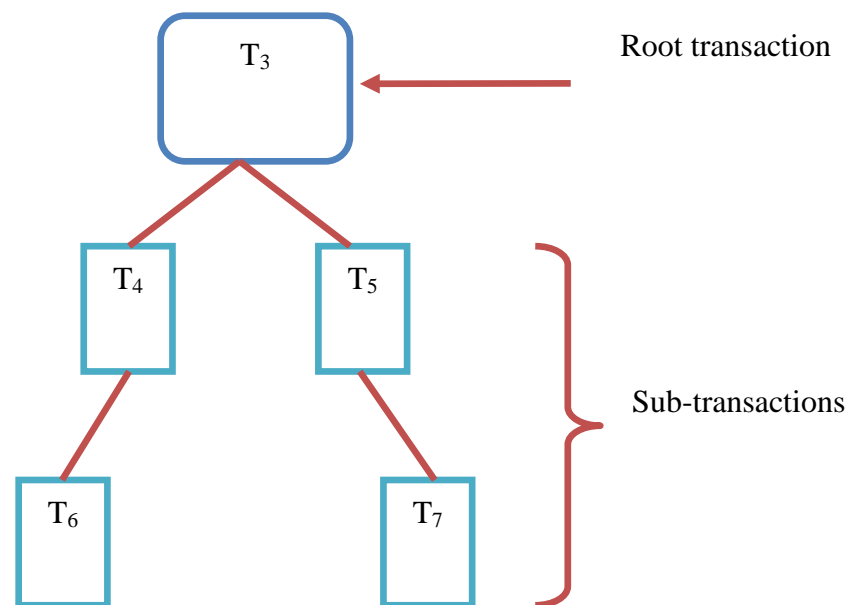 T₃
Root transaction
T₄
T₅
Sub-transactions
T₆
T₇